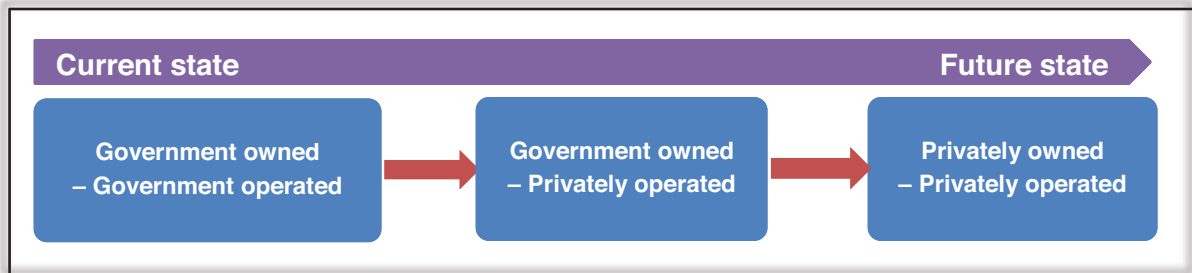 Current state
Future state
Government owned
– Government operated
Government owned
– Privately operated
Privately owned
– Privately operated